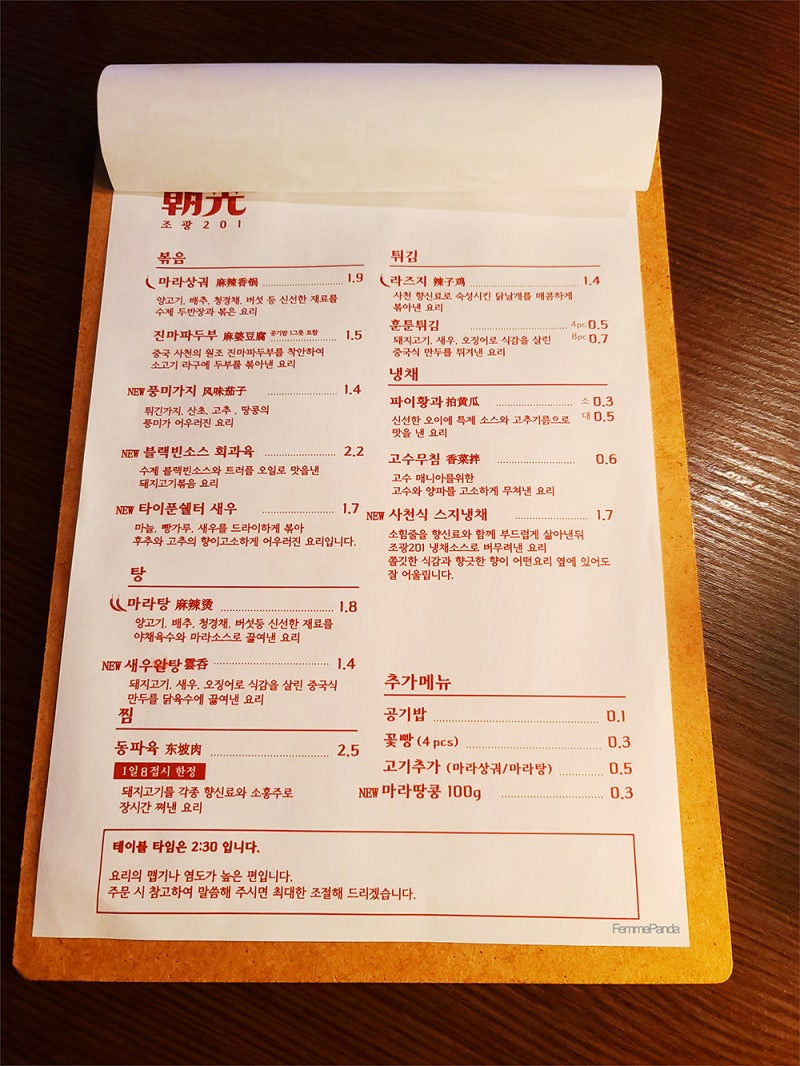 朝光
조광201
볶음
마라샹궈 麻辣香锅 1.9
양고기, 배추, 청경채, 버섯 등 신선한 재료를
수제 두반장과 볶은 요리
진마파두부 麻婆豆腐 공기밥 1그릇 포함 1.5
중국 사천의 원조 진마파두부를 착안하여
소고기 라구에 두부를 볶아낸 요리
NEW 풍미가지 风味茄子 1.4
튀긴가지, 산초, 고추, 땅콩의
풍미가 어우러진 요리
NEW 블랙빈소스 회과육 2.2
수제 블랙빈소스와 트러플 오일로 맛을낸
돼지고기볶음 요리
NEW 타이푼쉘터 새우 1.7
마늘, 빵가루, 새우를 드라이하게 볶아
후추와 고추의 향이고소하게 어우러진 요리입니다.
탕
마라탕 麻辣烫 1.8
양고기, 배추, 청경채, 버섯등 신선한 재료를
야채육수와 마라소스로 끓여낸 요리
NEW 새우완탕 雲呑 1.4
돼지고기, 새우, 오징어로 식감을 살린 중국식
만두를 닭육수에 끓여낸 요리
찜
동파육 东坡肉 2.5
1일8접시 한정
돼지고기를 각종 향신료와 소흥주로
장시간 쪄낸 요리
튀김
라즈지 辣子鸡 1.4
사천 향신료로 숙성시킨 닭날개를 매콤하게
볶아낸 요리
훈툰튀김 4pc 0.5
돼지고기, 새우, 오징어로 식감을 살린 8pc 0.7
중국식 만두를 튀겨낸 요리
냉채
파이황과 拍黄瓜 소 0.3
신선한 오이에 특제 소스와 고추기름으로 대 0.5
맛을 낸 요리
고수무침 香菜拌 0.6
고수 매니아를위한
고수와 양파를 고소하게 무쳐낸 요리
NEW 사천식 스지냉채 1.7
소힘줄을 향신료와 함께 부드럽게 삶아낸뒤
조광201 냉채소스로 버무려낸 요리
쫄깃한 식감과 향긋한 향이 어떤요리 옆에 있어도
잘 어울립니다.
추가메뉴
공기밥 0.1
꽃빵 (4pcs) 0.3
고기추가 (마라샹궈/마라탕) 0.5
NEW 마라땅콩 100g 0.3
테이블 타임은 2:30 입니다.
요리의 맵기나 염도가 높은 편입니다.
주문 시 참고하여 말씀해 주시면 최대한 조절해 드리겠습니다.
FemmePanda